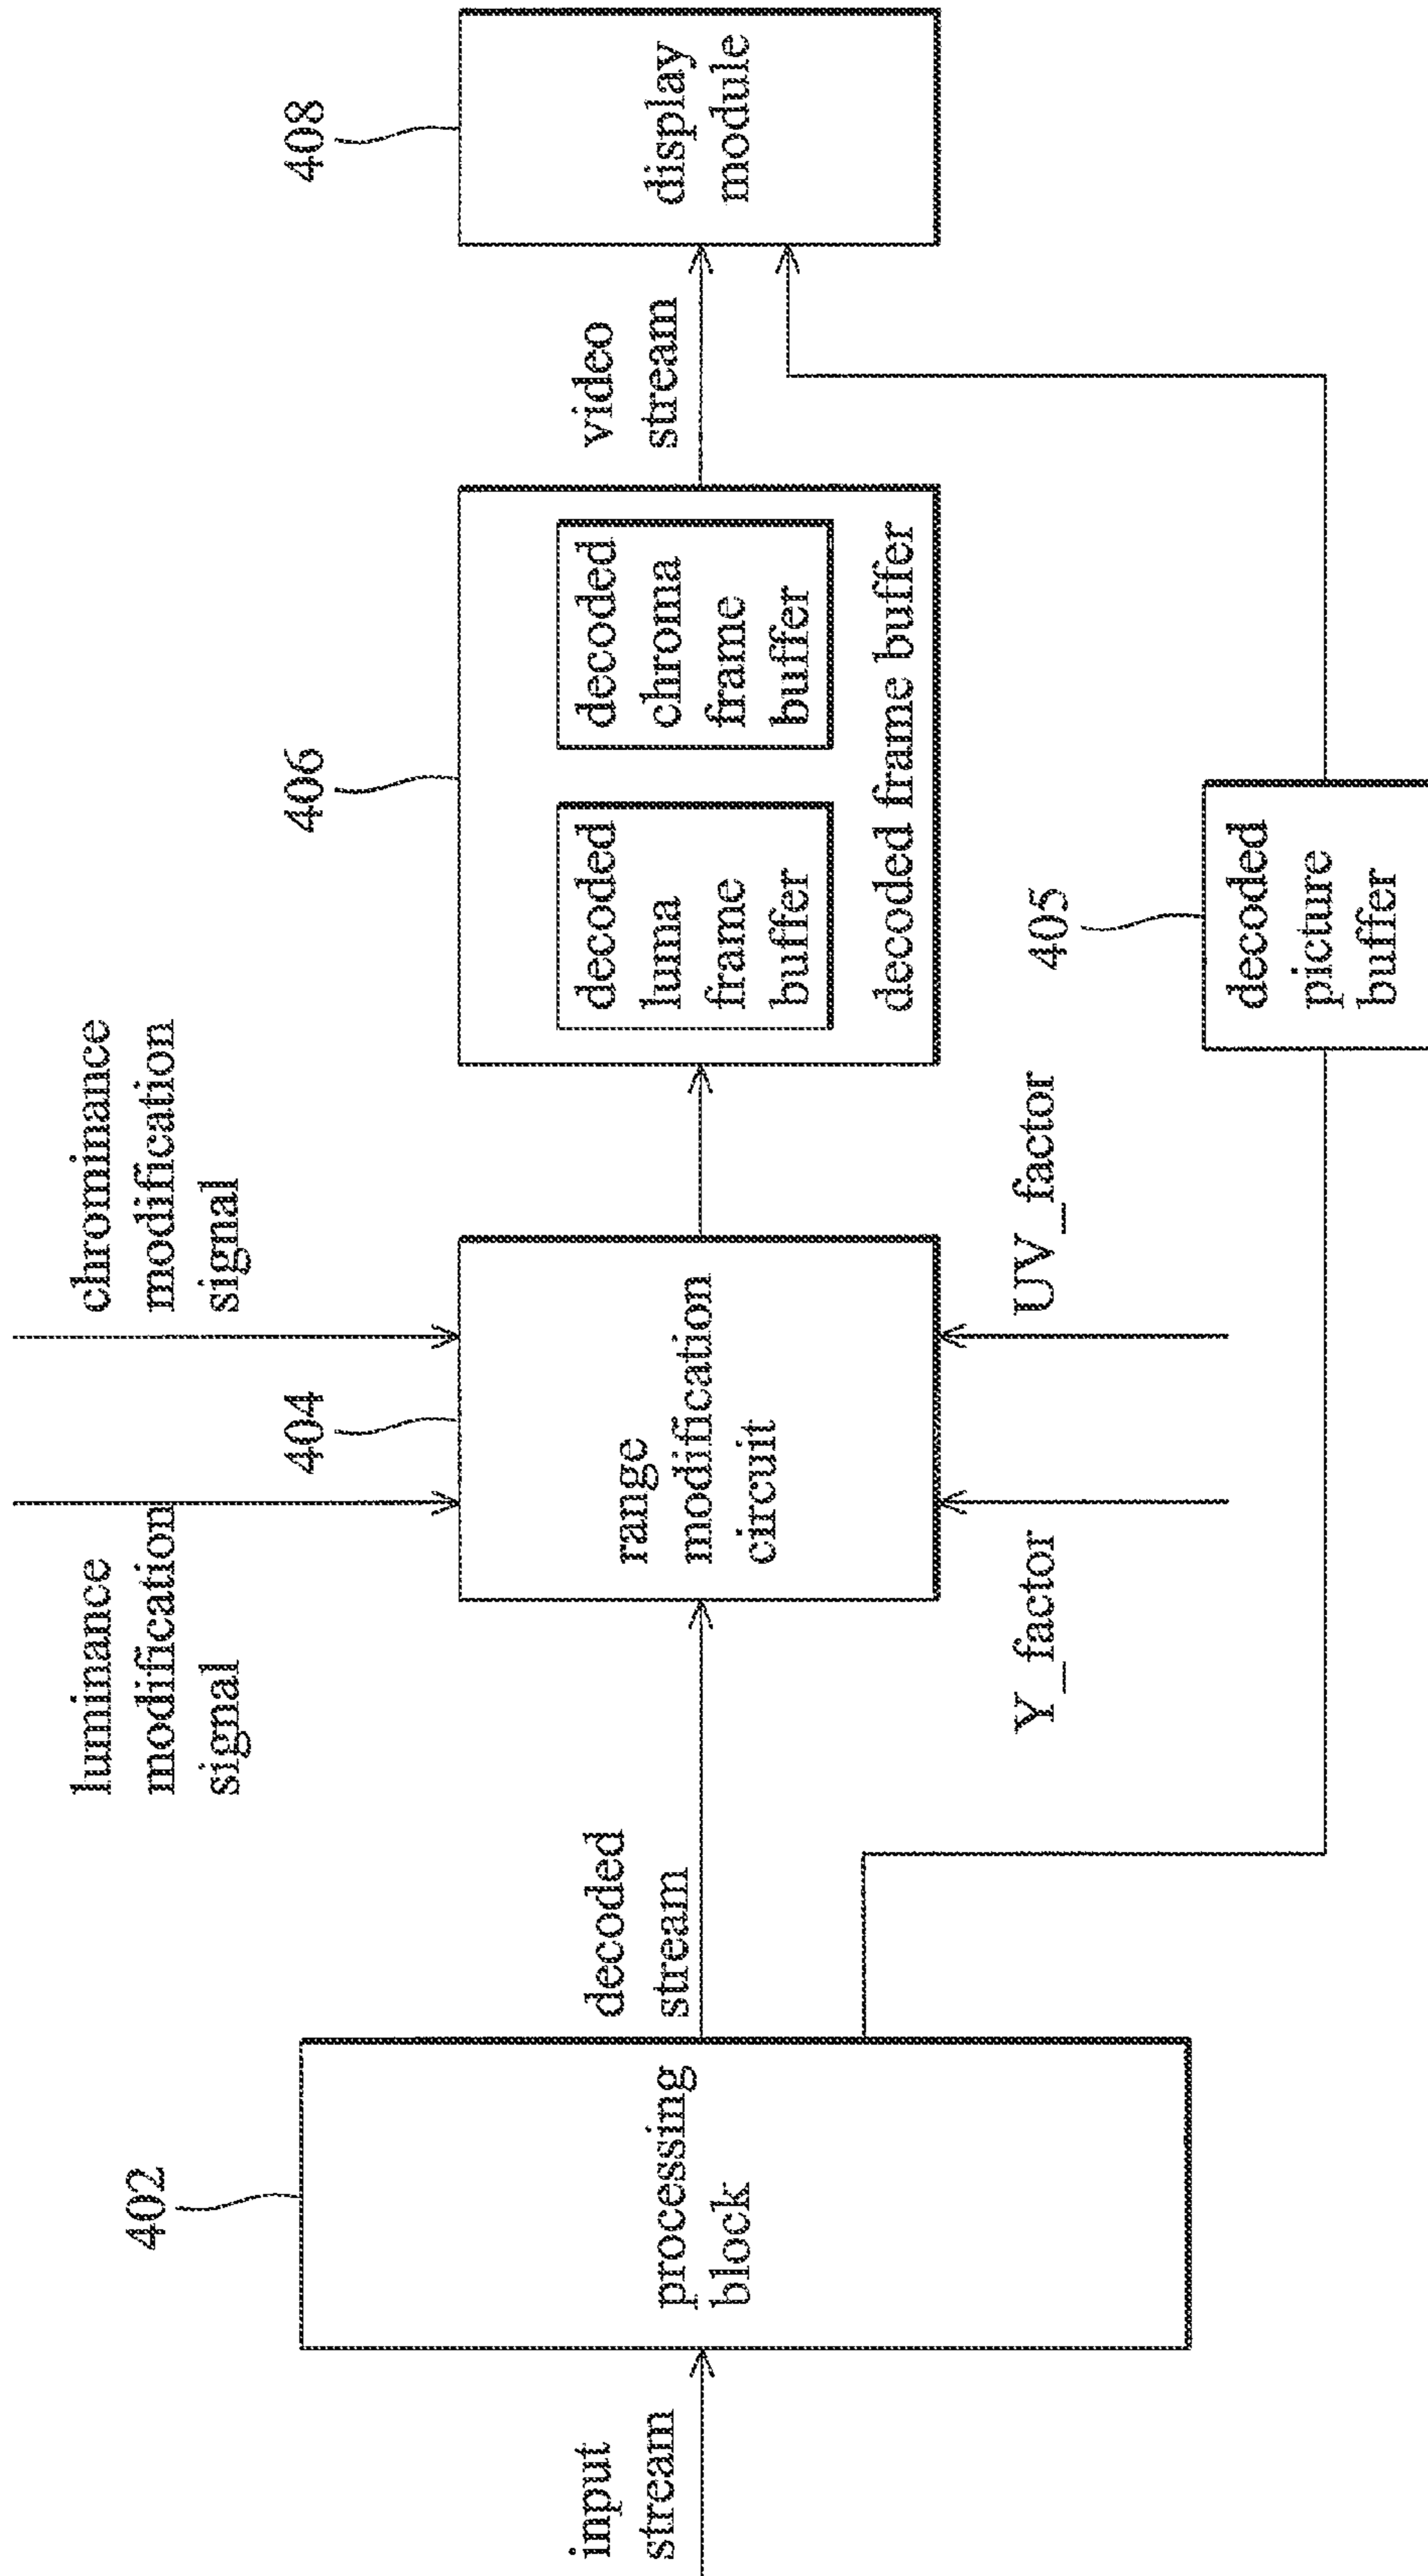 input
stream
402
processing
block
decoded
stream
luminance
modification
signal
chrominance
modification
signal
404
range
modification
circuit
Y_factor
UV_factor
406
decoded
luma
frame
buffer
decoded
chroma
frame
buffer
decoded frame buffer
405
decoded
picture
buffer
video
stream
408
display
module